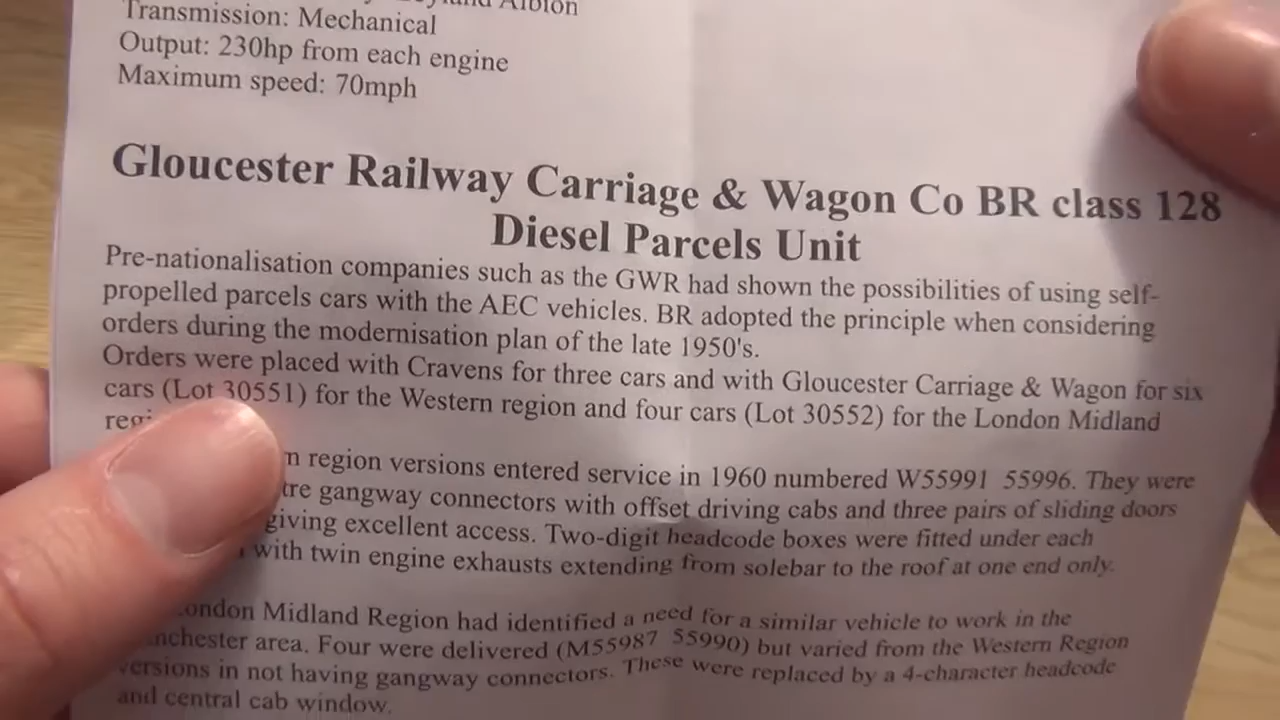 Albion
Transmission: Mechanical
Output: 230hp from each engine
Maximum speed: 70mph
Gloucester Railway Carriage & Wagon Co BR class 128
Diesel Parcels Unit
Pre-nationalisation companies such as the GWR had shown the possibilities of using self-
propelled parcels cars with the AEC vehicles. BR adopted the principle when considering
orders during the modernisation plan of the late 1950's.
Orders were placed with Cravens for three cars and with Gloucester Carriage & Wagon for six
cars (Lot 30551) for the Western region and four cars (Lot 30552) for the London Midland
region versions entered service in 1960 numbered W55991 55996. They were
gangway connectors with offset driving cabs and three pairs of sliding doors
giving excellent access. Two-digit headcode boxes were fitted under each
with twin engine exhausts extending from solebar to the roof at one end only.
London Midland Region had identified a need for a similar vehicle to work in the
Manchester area. Four were delivered (M55987 55990) but varied from the Western Region
versions in not having gangway connectors. These were replaced by a 4-character headcode
and central cab window.